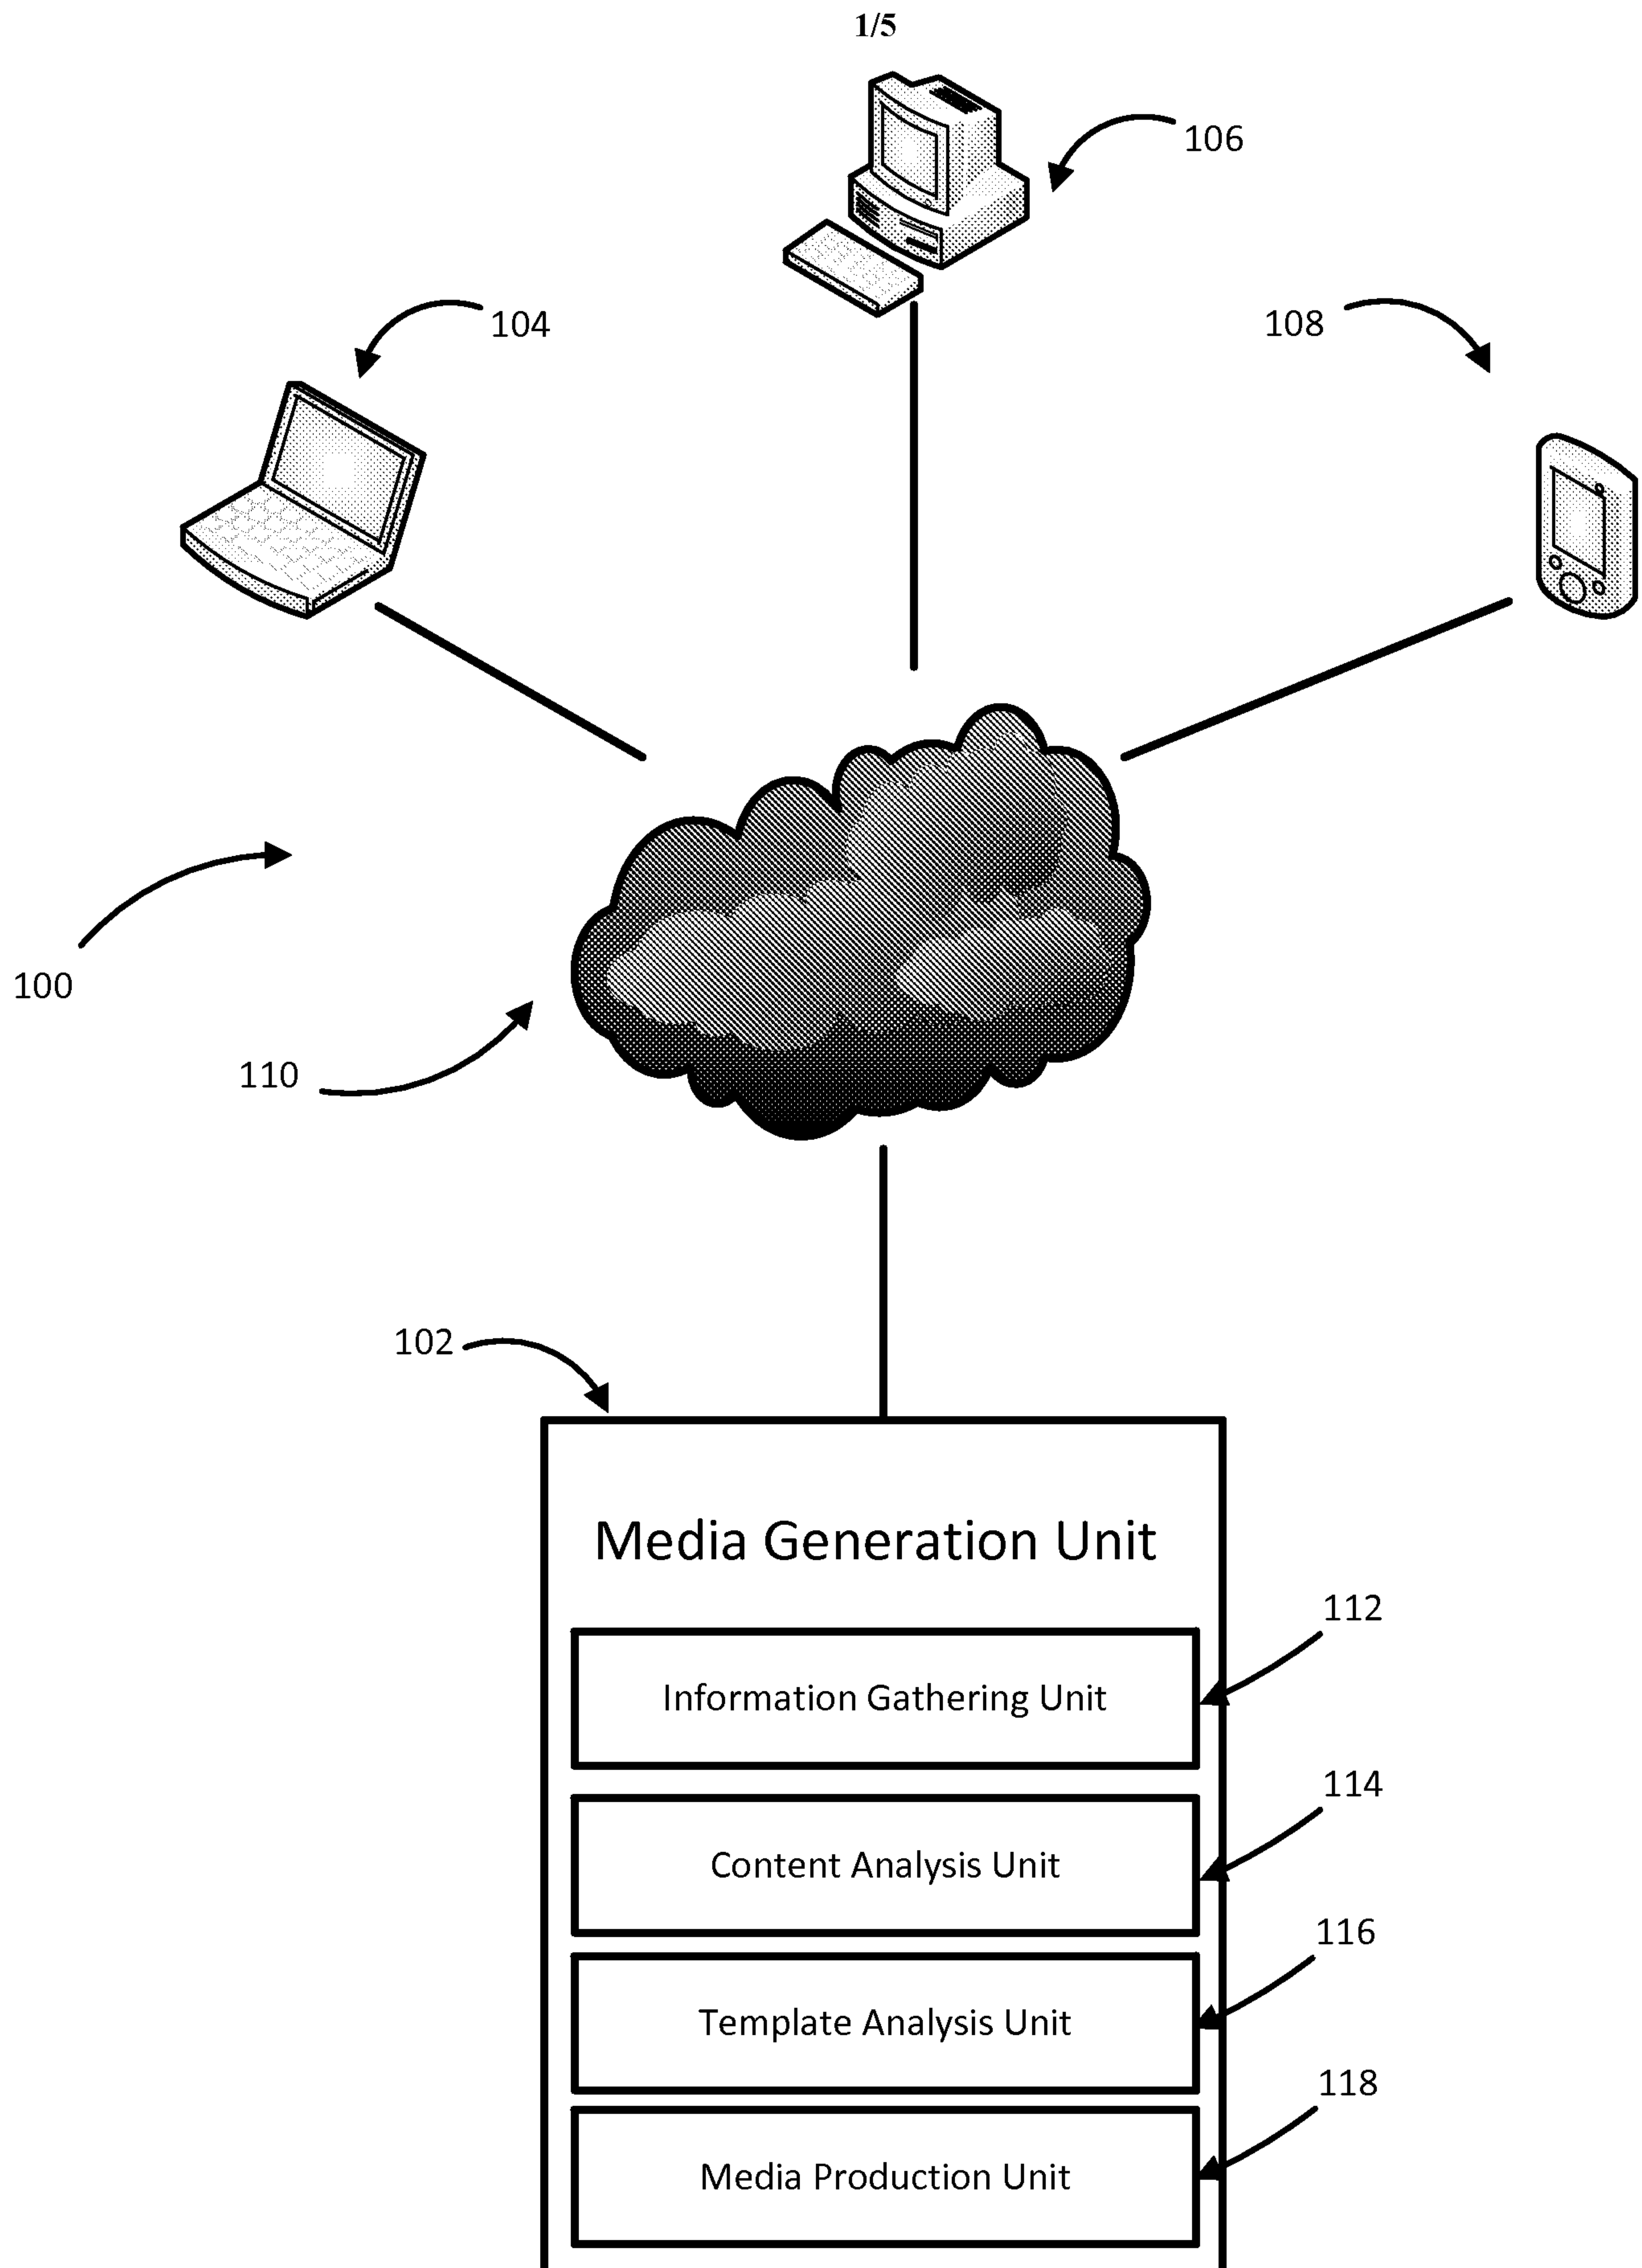 1/5
106
104
108
100
110
102
Media Generation Unit
112
Information Gathering Unit
114
Content Analysis Unit
116
Template Analysis Unit
118
Media Production Unit